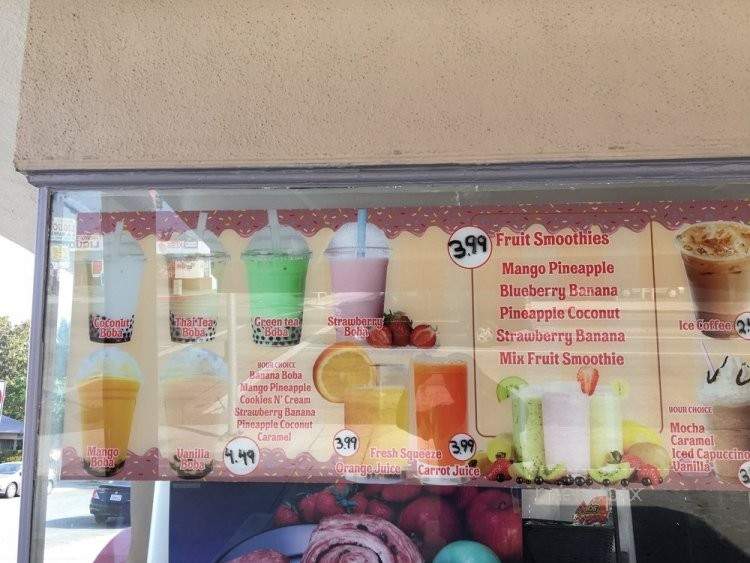 Coconut
Boba
Thai Tea
Boba
Green tea
Boba
Strawberry
Boba
Mango
Boba
Vanilla
Boba
YOUR CHOICE
Banana Boba
Mango Pineapple
Cookies N' Cream
Strawberry Banana
Pineapple Coconut
Caramel
4.49
3.99
Fresh Squeeze
Orange Juice
3.99
Carrot Juice
3.99
Fruit Smoothies
Mango Pineapple
Blueberry Banana
Pineapple Coconut
Strawberry Banana
Mix Fruit Smoothie
Ice Coffee
YOUR CHOICE
Mocha
Caramel
Iced Capuccino
Vanilla